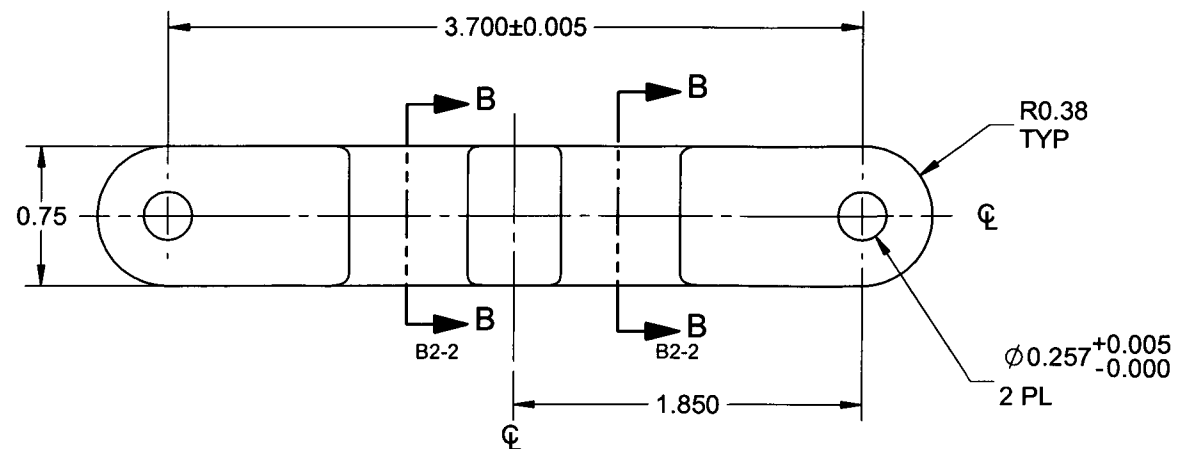 3.700±0.005
B
B
R0.38
TYP
0.75
℄
B
B
B2-2
B2-2
⌀0.257 +0.005
-0.000
2 PL
1.850
℄